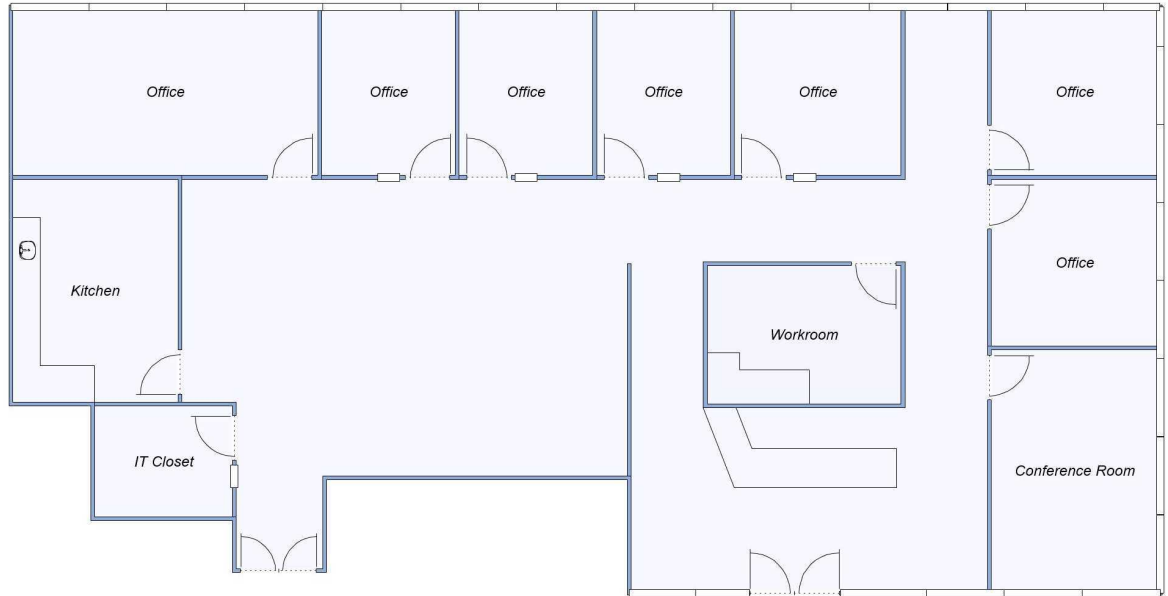 Office
Office
Office
Office
Office
Office
Office
Kitchen
Workroom
IT Closet
Conference Room